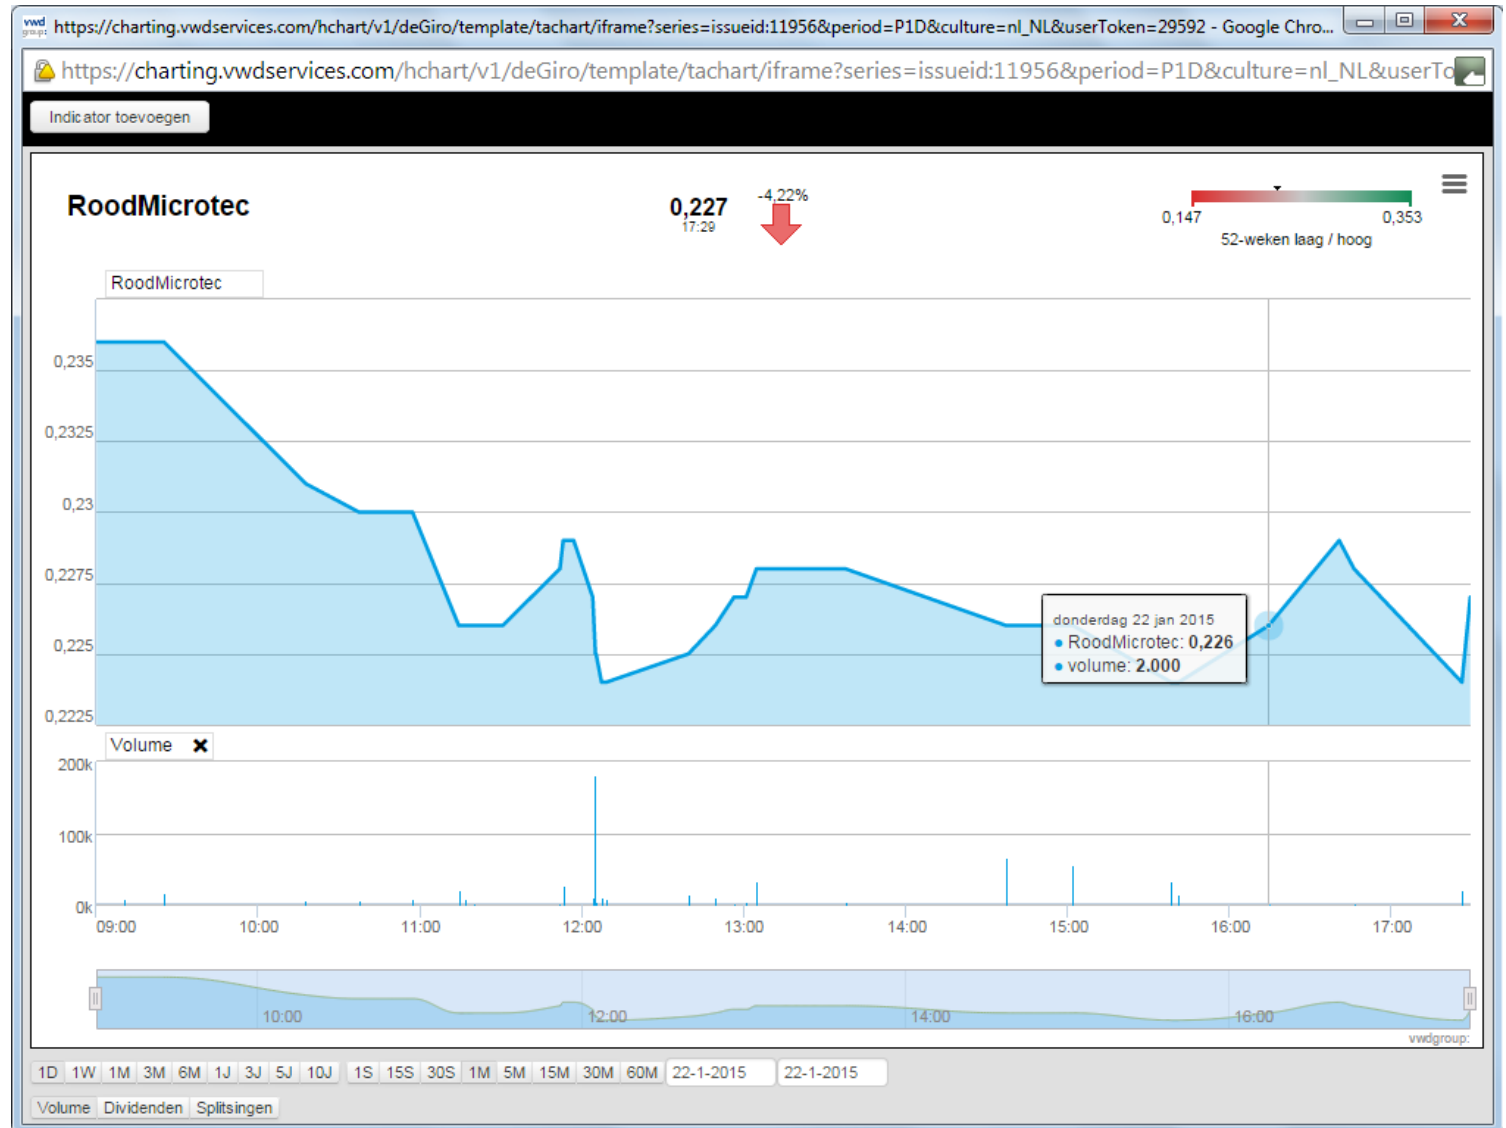 vwd group: https://charting.vwdservices.com/hchart/v1/deGiro/template/tachart/iframe?series=issueid:11956&period=P1D&culture=nl_NL&userToken=29592 - Google Chro...
https://charting.vwdservices.com/hchart/v1/deGiro/template/tachart/iframe?series=issueid:11956&period=P1D&culture=nl_NL&userTo
Indicator toevoegen
RoodMicrotec
0,227
17:29
-4,22%
0,147 0,353
52-weken laag / hoog
RoodMicrotec
0,235
0,2325
0,23
0,2275
0,225
0,2225
donderdag 22 jan 2015
● RoodMicrotec: 0,226
● volume: 2.000
Volume ✖
200k
100k
0k
09:00 10:00 11:00 12:00 13:00 14:00 15:00 16:00 17:00
10:00 12:00 14:00 16:00
vwdgroup:
1D 1W 1M 3M 6M 1J 3J 5J 10J 1S 15S 30S 1M 5M 15M 30M 60M 22-1-2015 22-1-2015
Volume Dividenden Splitsingen